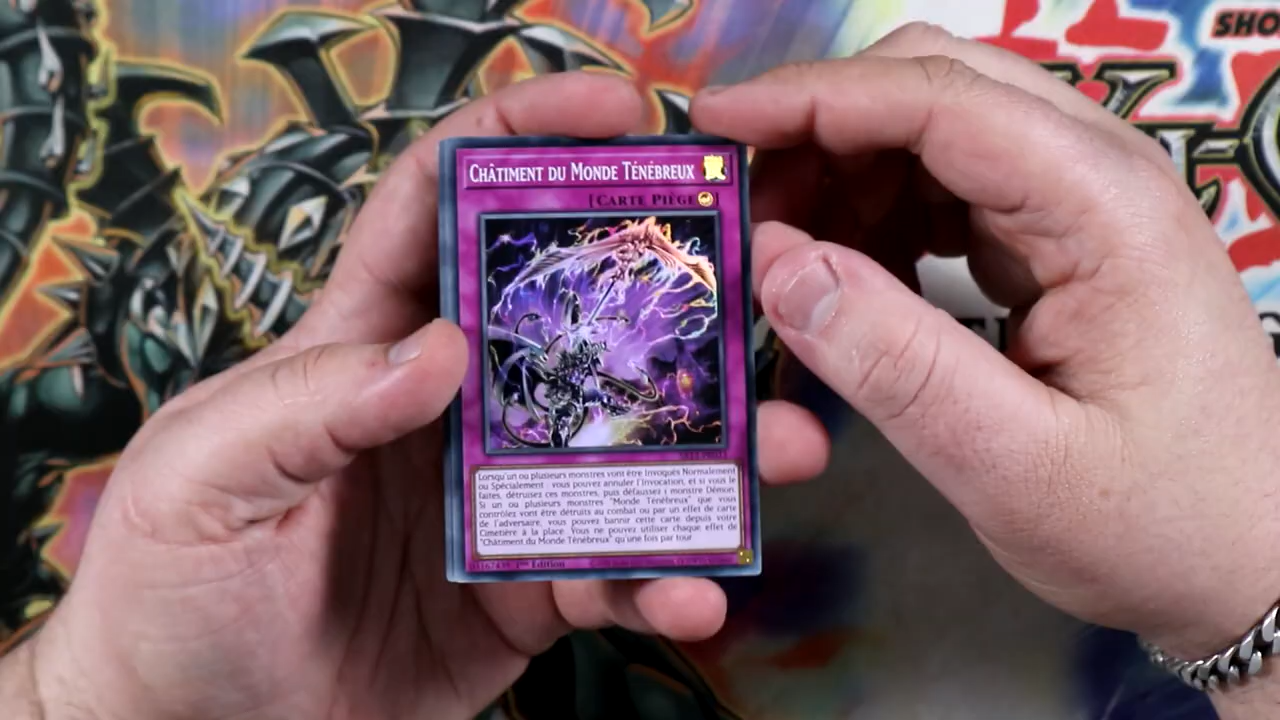 SHO
CHÂTIMENT DU MONDE TÉNÉBREUX
[CARTE PIÈGE
Lorsqu'un ou plusieurs monstres vont être Invoqués Normalement
ou Spécialement : vous pouvez annuler l'Invocation, et si vous le
faites, détruisez ces monstres, puis défaussez 1 monstre Démon.
Si un ou plusieurs monstres "Monde Ténébreux" que vous
contrôlez vont être détruits au combat ou par un effet de carte
de l'adversaire, vous pouvez bannir cette carte depuis votre
Cimetière à la place. Vous ne pouvez utiliser chaque effet de
"Châtiment du Monde Ténébreux" qu'une fois par tour
1ère Edition